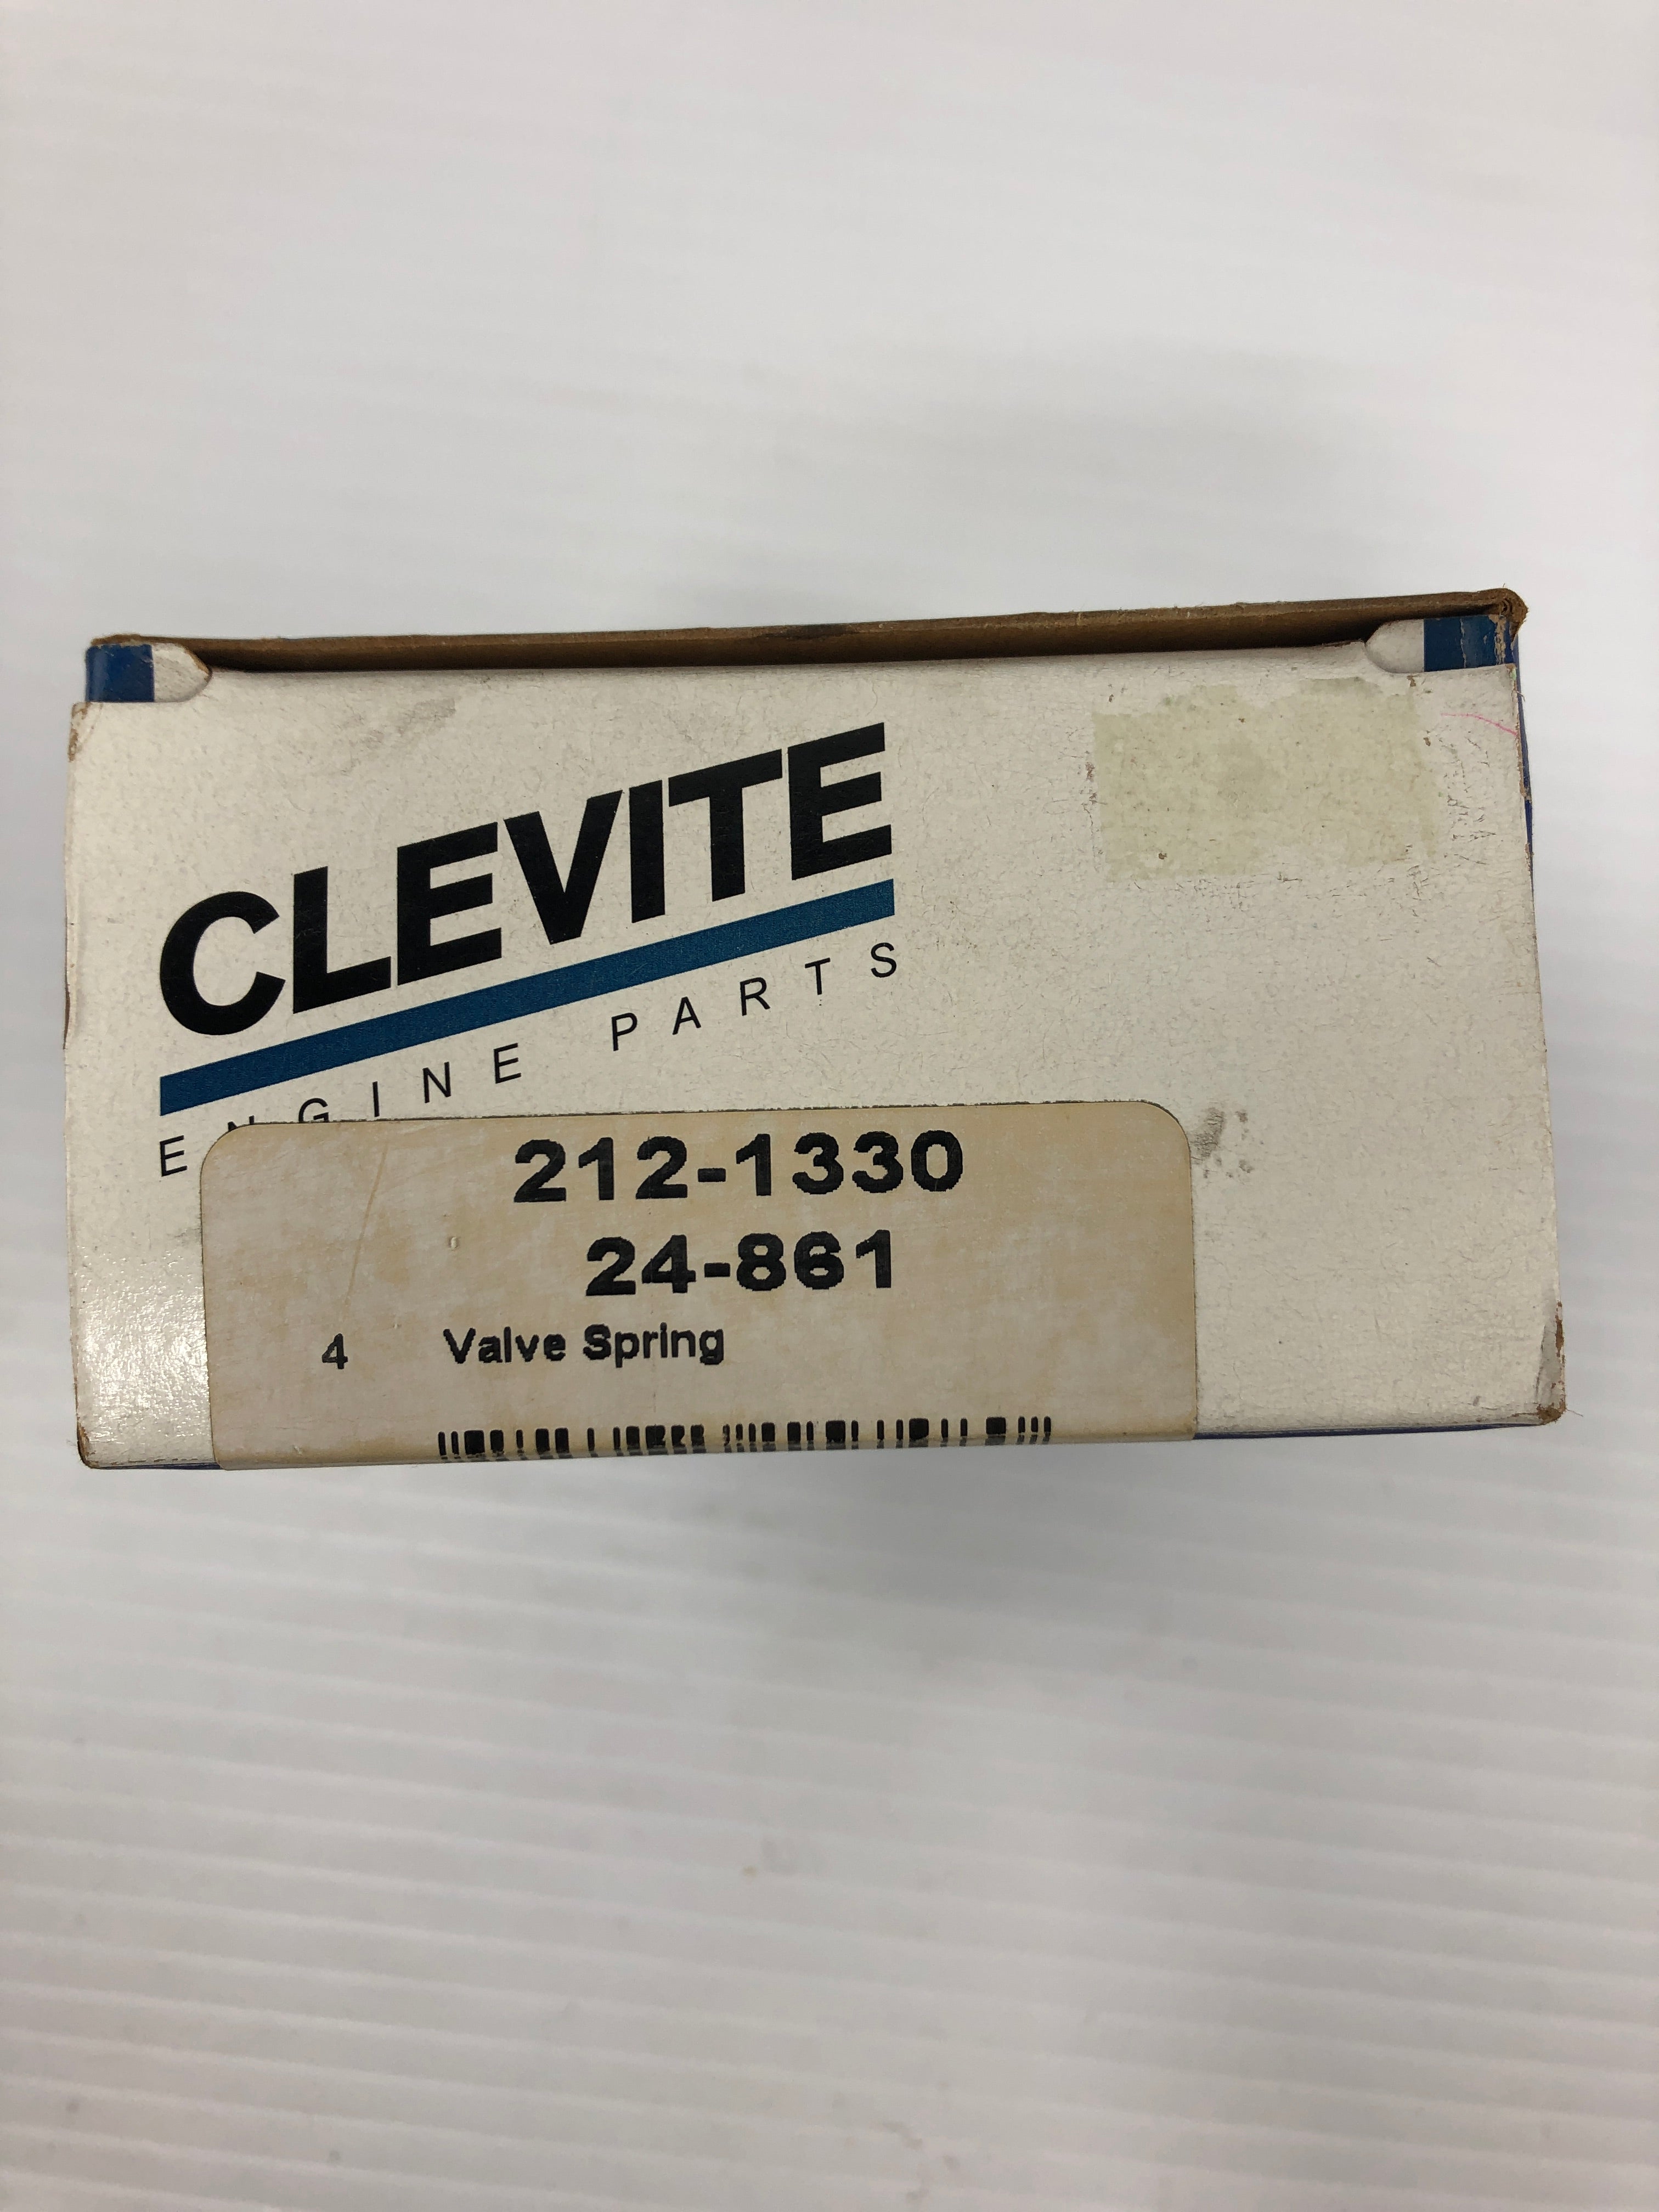 CLEVITE
ENGINE PARTS
212-1330
24-861
4 Valve Spring